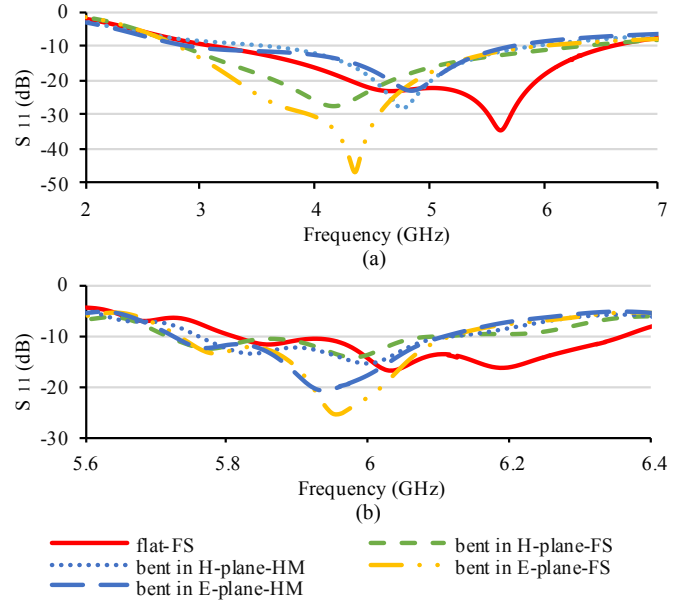 0
-10
-20
-30
-40
-50
S 11 (dB)
2
3
4
5
6
7
Frequency (GHz)
(a)
0
-10
-20
-30
S 11 (dB)
5.6
5.8
6
6.2
6.4
Frequency (GHz)
(b)
flat-FS
bent in H-plane-FS
bent in H-plane-HM
bent in E-plane-FS
bent in E-plane-HM